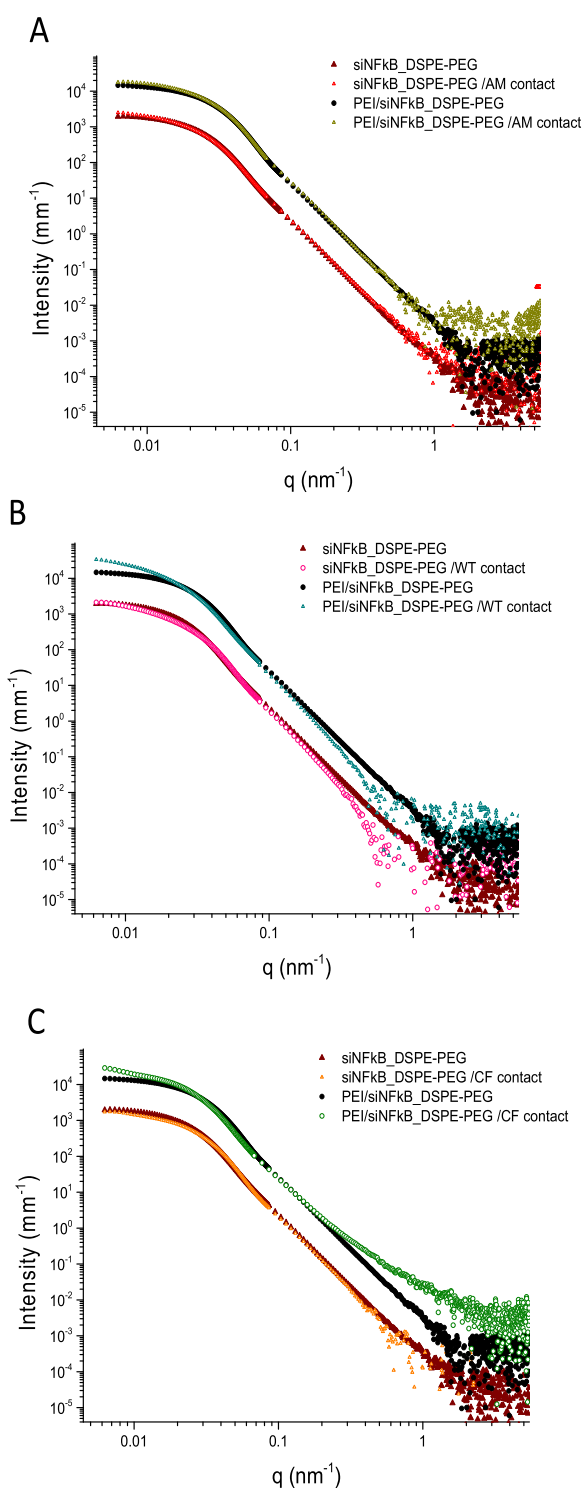 A
siNFkB_DSPE-PEG
siNFkB_DSPE-PEG /AM contact
PEI/siNFkB_DSPE-PEG
PEI/siNFkB_DSPE-PEG /AM contact
10⁴
10³
10²
10¹
10⁰
10⁻¹
10⁻²
10⁻³
10⁻⁴
10⁻⁵
Intensity (mm⁻¹)
0.01 0.1 1
q (nm⁻¹)
B
siNFkB_DSPE-PEG
siNFkB_DSPE-PEG /WT contact
PEI/siNFkB_DSPE-PEG
PEI/siNFkB_DSPE-PEG /WT contact
10⁴
10³
10²
10¹
10⁰
10⁻¹
10⁻²
10⁻³
10⁻⁴
10⁻⁵
Intensity (mm⁻¹)
0.01 0.1 1
q (nm⁻¹)
C
siNFkB_DSPE-PEG
siNFkB_DSPE-PEG /CF contact
PEI/siNFkB_DSPE-PEG
PEI/siNFkB_DSPE-PEG /CF contact
10⁴
10³
10²
10¹
10⁰
10⁻¹
10⁻²
10⁻³
10⁻⁴
10⁻⁵
Intensity (mm⁻¹)
0.01 0.1 1
q (nm⁻¹)